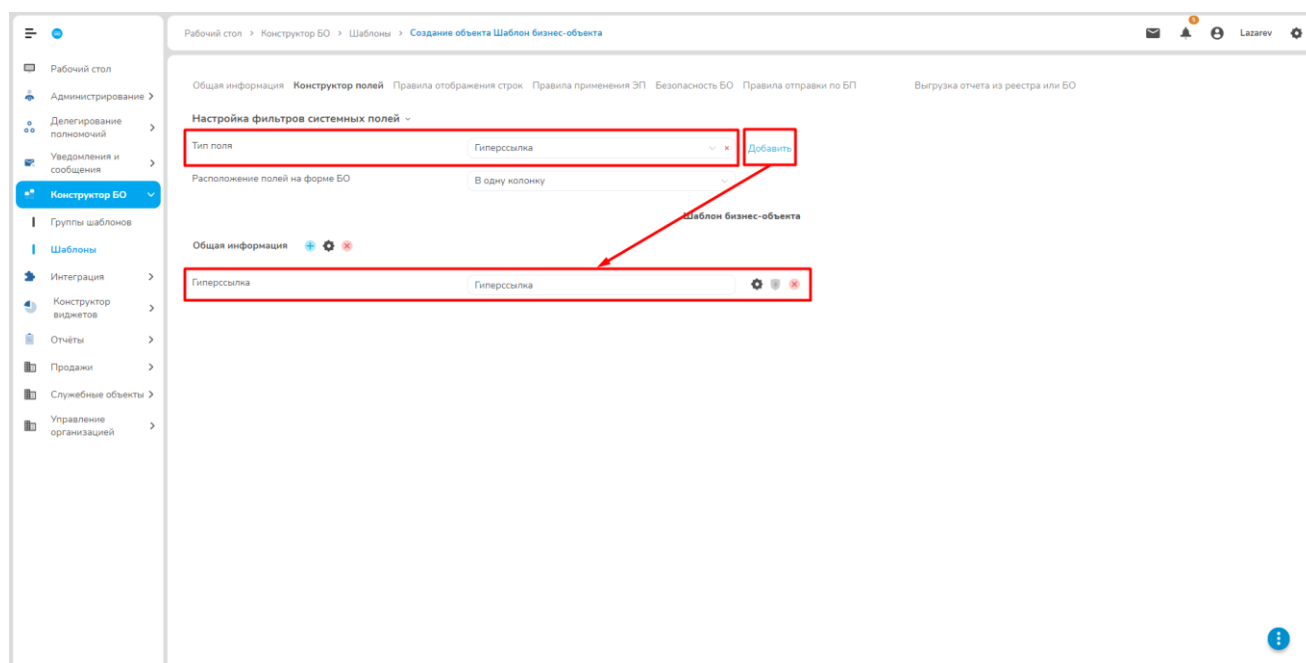 Рабочий стол > Конструктор БО > Шаблоны > Создание объекта Шаблон бизнес-объекта
Lazarev
Рабочий стол
Администрирование
Делегирование
полномочий
Уведомления и
сообщения
Конструктор БО
Группы шаблонов
Шаблоны
Интеграция
Конструктор
виджетов
Отчёты
Продажи
Служебные объекты
Управление
организацией
Общая информация Конструктор полей Правила отображения строк Правила применения ЭП Безопасность БО Правила отправки по БП Выгрузка отчета из реестра или БО
Настройка фильтров системных полей
Тип поля Гиперссылка Добавить
Расположение полей на форме БО В одну колонку
Шаблон бизнес-объекта
Общая информация
Гиперссылка Гиперссылка